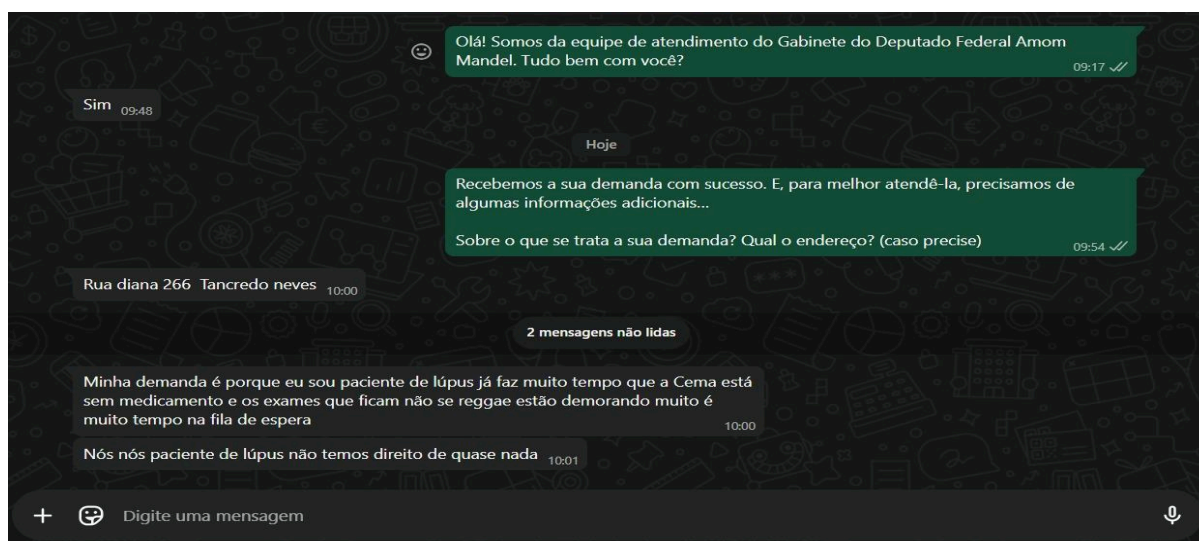 Olá! Somos da equipe de atendimento do Gabinete do Deputado Federal Amom
Mandel. Tudo bem com você?
09:17
Sim 09:48
Hoje
Recebemos a sua demanda com sucesso. E, para melhor atendê-la, precisamos de
algumas informações adicionais...
Sobre o que se trata a sua demanda? Qual o endereço? (caso precise)
09:54
Rua diana 266 Tancredo neves 10:00
2 mensagens não lidas
Minha demanda é porque eu sou paciente de lúpus já faz muito tempo que a Cema está
sem medicamento e os exames que ficam não se reggae estão demorando muito é
muito tempo na fila de espera
10:00
Nós nós paciente de lúpus não temos direito de quase nada 10:01
Digite uma mensagem